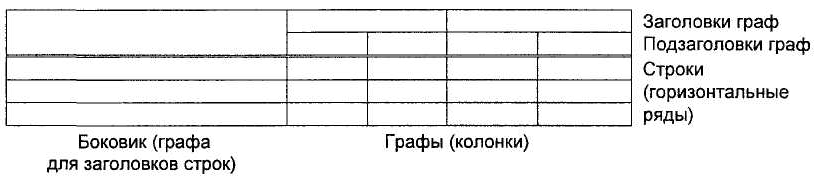 Заголовки граф
Подзаголовки граф
Строки
(горизонтальные
ряды)
Боковик (графа
для заголовков строк)
Графы (колонки)